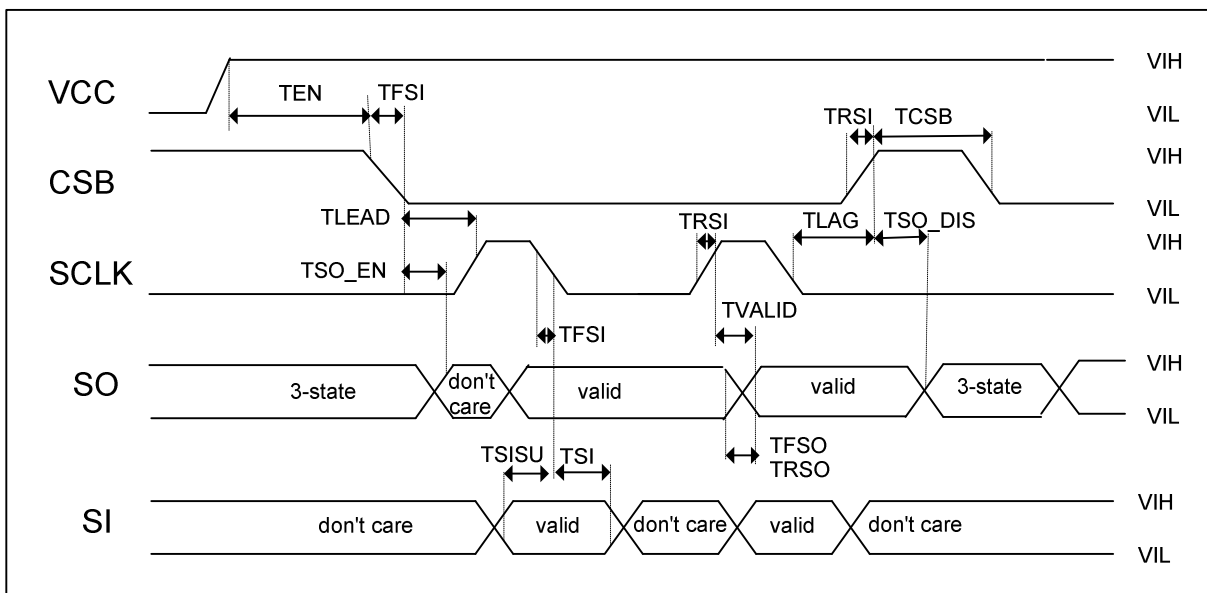 VIH
VCC
TEN
TFSI
TRSI
TCSB
VIL
VIH
CSB
TLEAD
TRSI
TLAG
TSO_DIS
VIL
VIH
SCLK
TSO_EN
VIL
TVALID
TFSI
VIH
SO
3-state
don't
care
valid
valid
3-state
VIL
TSISU
TSI
TFSO
TRSO
VIH
SI
don't care
valid
don't care
valid
don't care
VIL